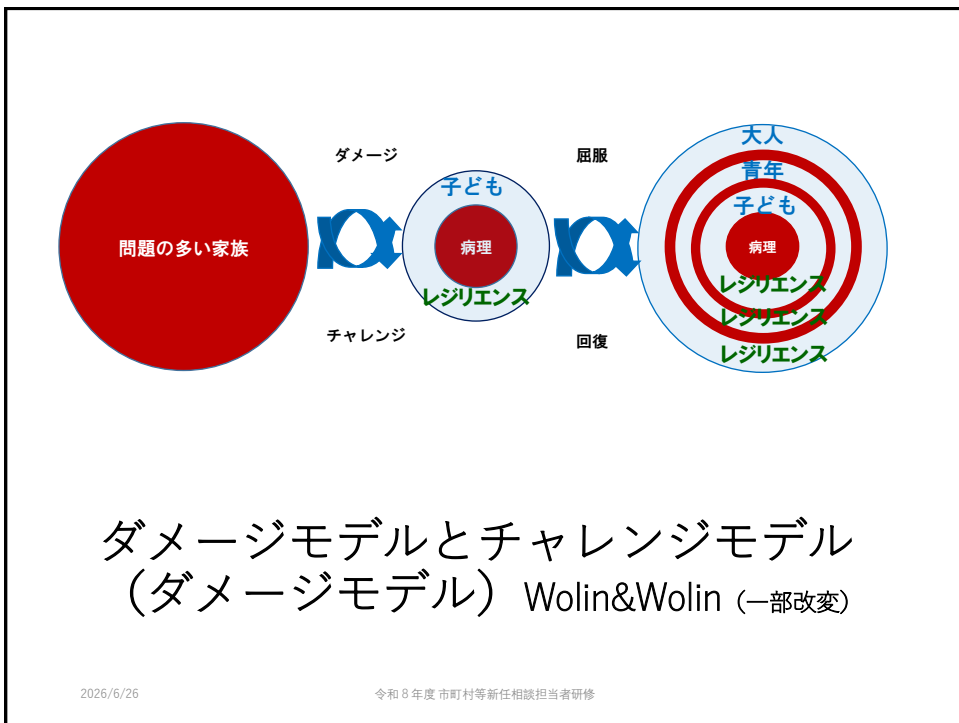 問題の多い家族
ダメージ
チャレンジ
子ども
病理
レジリエンス
屈服
回復
大人
青年
子ども
病理
レジリエンス
レジリエンス
レジリエンス
ダメージモデルとチャレンジモデル
（ダメージモデル）Wolin&Wolin（一部改変）
2026/6/26
令和８年度 市町村等新任相談担当者研修